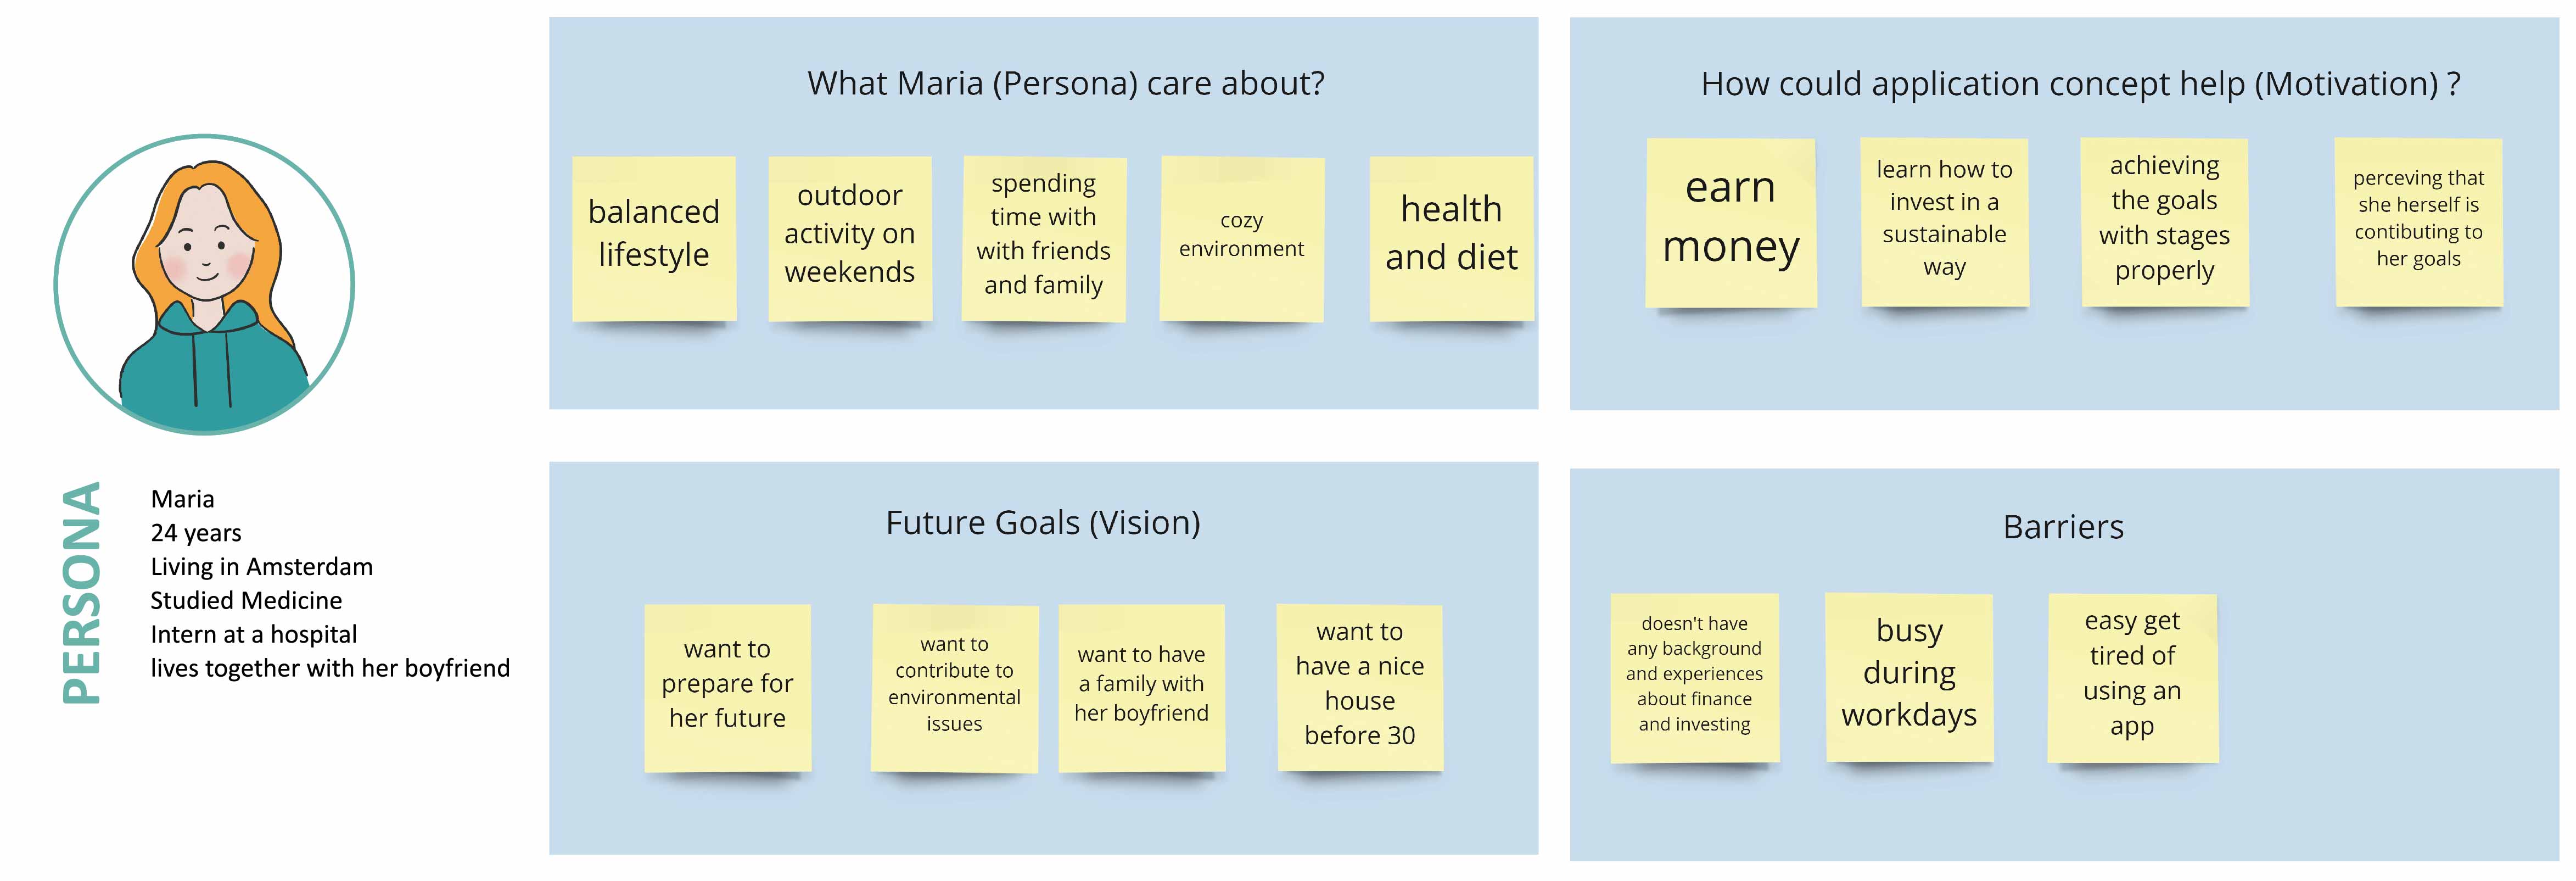 PERSONA
Maria
24 years
Living in Amsterdam
Studied Medicine
Intern at a hospital
lives together with her boyfriend
What Maria (Persona) care about?
balanced
lifestyle
outdoor
activity on
weekends
spending
time with
with friends
and family
cozy
environment
health
and diet
How could application concept help (Motivation) ?
earn
money
learn how to
invest in a
sustainable
way
achieving
the goals
with stages
properly
perceving that
she herself is
contibuting to
her goals
Future Goals (Vision)
want to
prepare for
her future
want to
contribute to
environmental
issues
want to have
a family with
her boyfriend
want to
have a nice
house
before 30
Barriers
doesn't have
any background
and experiences
about finance
and investing
busy
during
workdays
easy get
tired of
using an
app